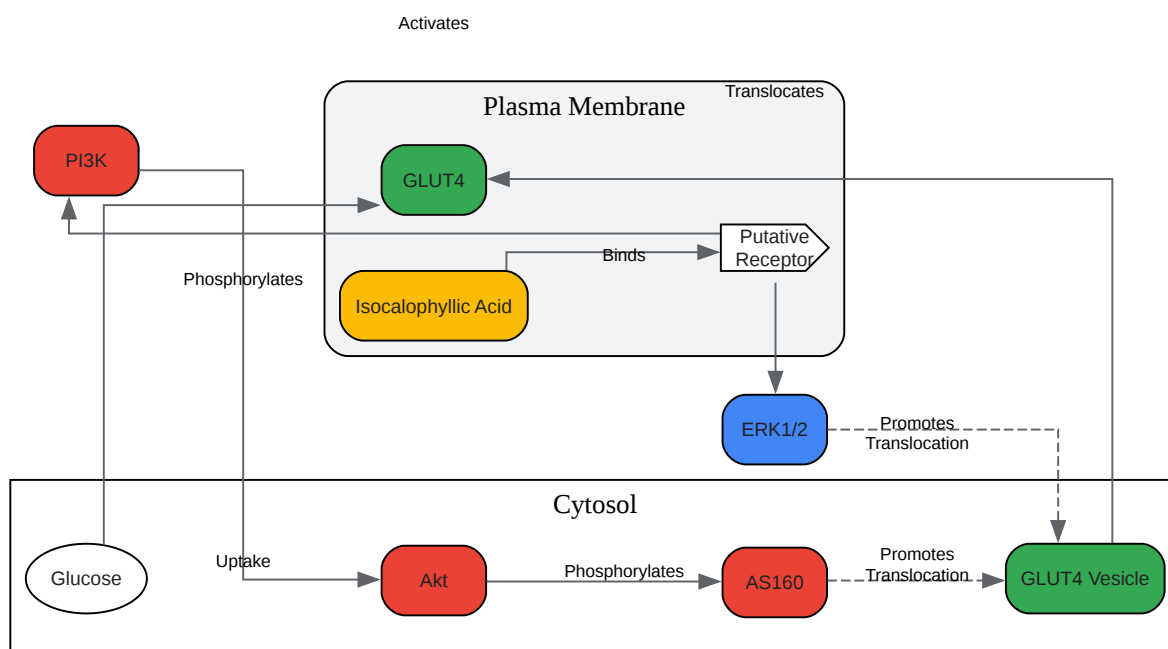 Activates
Translocates
Plasma Membrane
PI3K
GLUT4
Putative
Receptor
Binds
Phosphorylates
Isocalophyllic Acid
ERK1/2
Promotes
Translocation
Cytosol
Uptake
Glucose
Akt
Phosphorylates
AS160
Promotes
Translocation
GLUT4 Vesicle